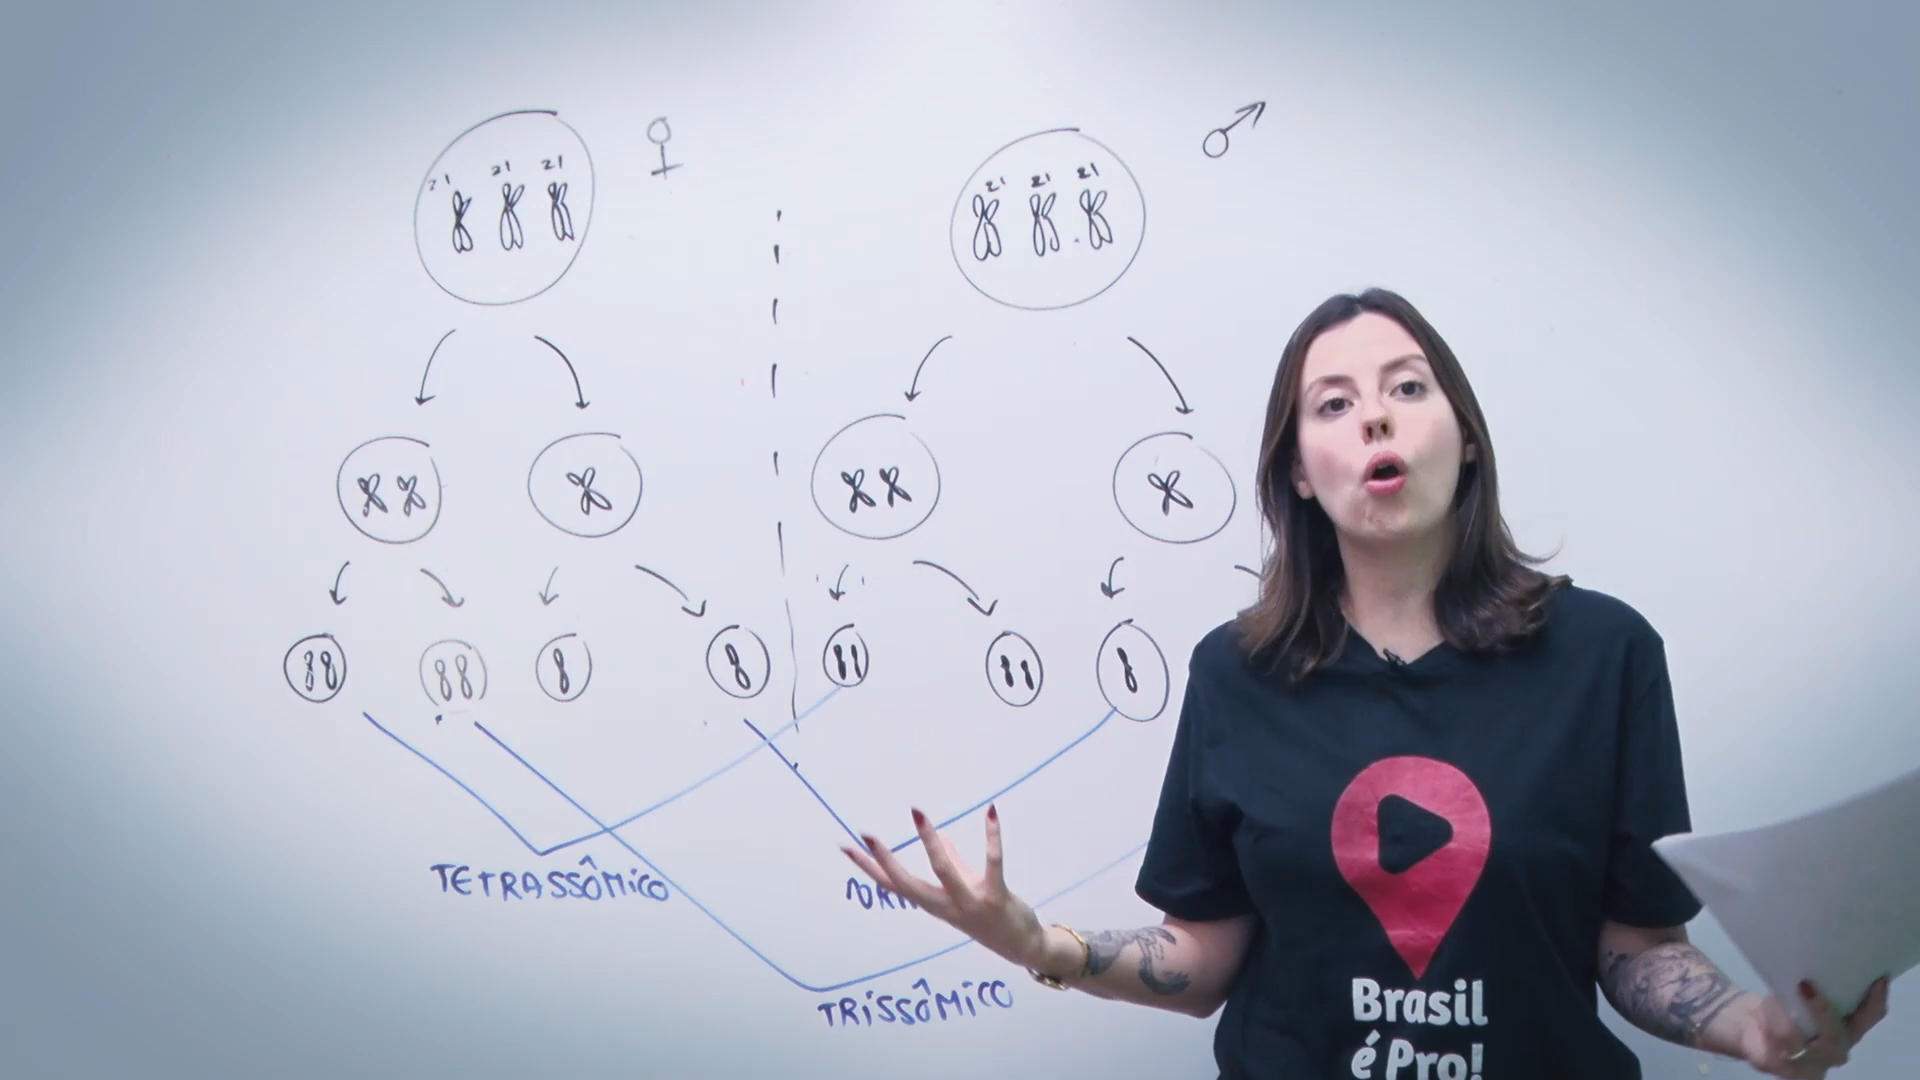 ♀
♂
21 21 21
21 21 21
TETRASSÔMICO
TRISSÔMICO
Brasil
é Pro!